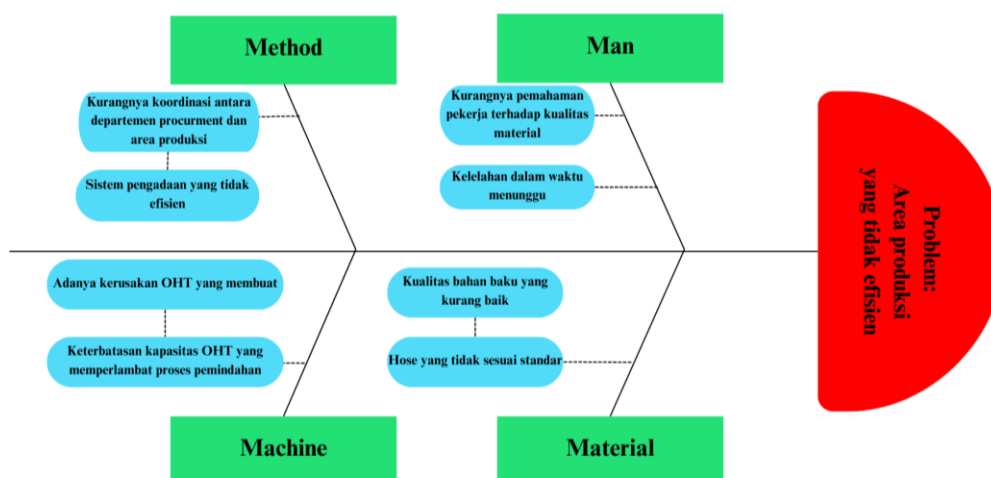 Method
Man
Kurangnya koordinasi antara
departemen procurment dan
area produksi
Sistem pengadaan yang tidak
efisien
Kurangnya pemahaman
pekerja terhadap kualitas
material
Kelelahan dalam waktu
menunggu
Problem:
Area produksi
yang tidak efisien
Adanya kerusakan OHT yang membuat
Keterbatasan kapasitas OHT yang
memperlambat proses pemindahan
Kualitas bahan baku yang
kurang baik
Hose yang tidak sesuai standar
Machine
Material